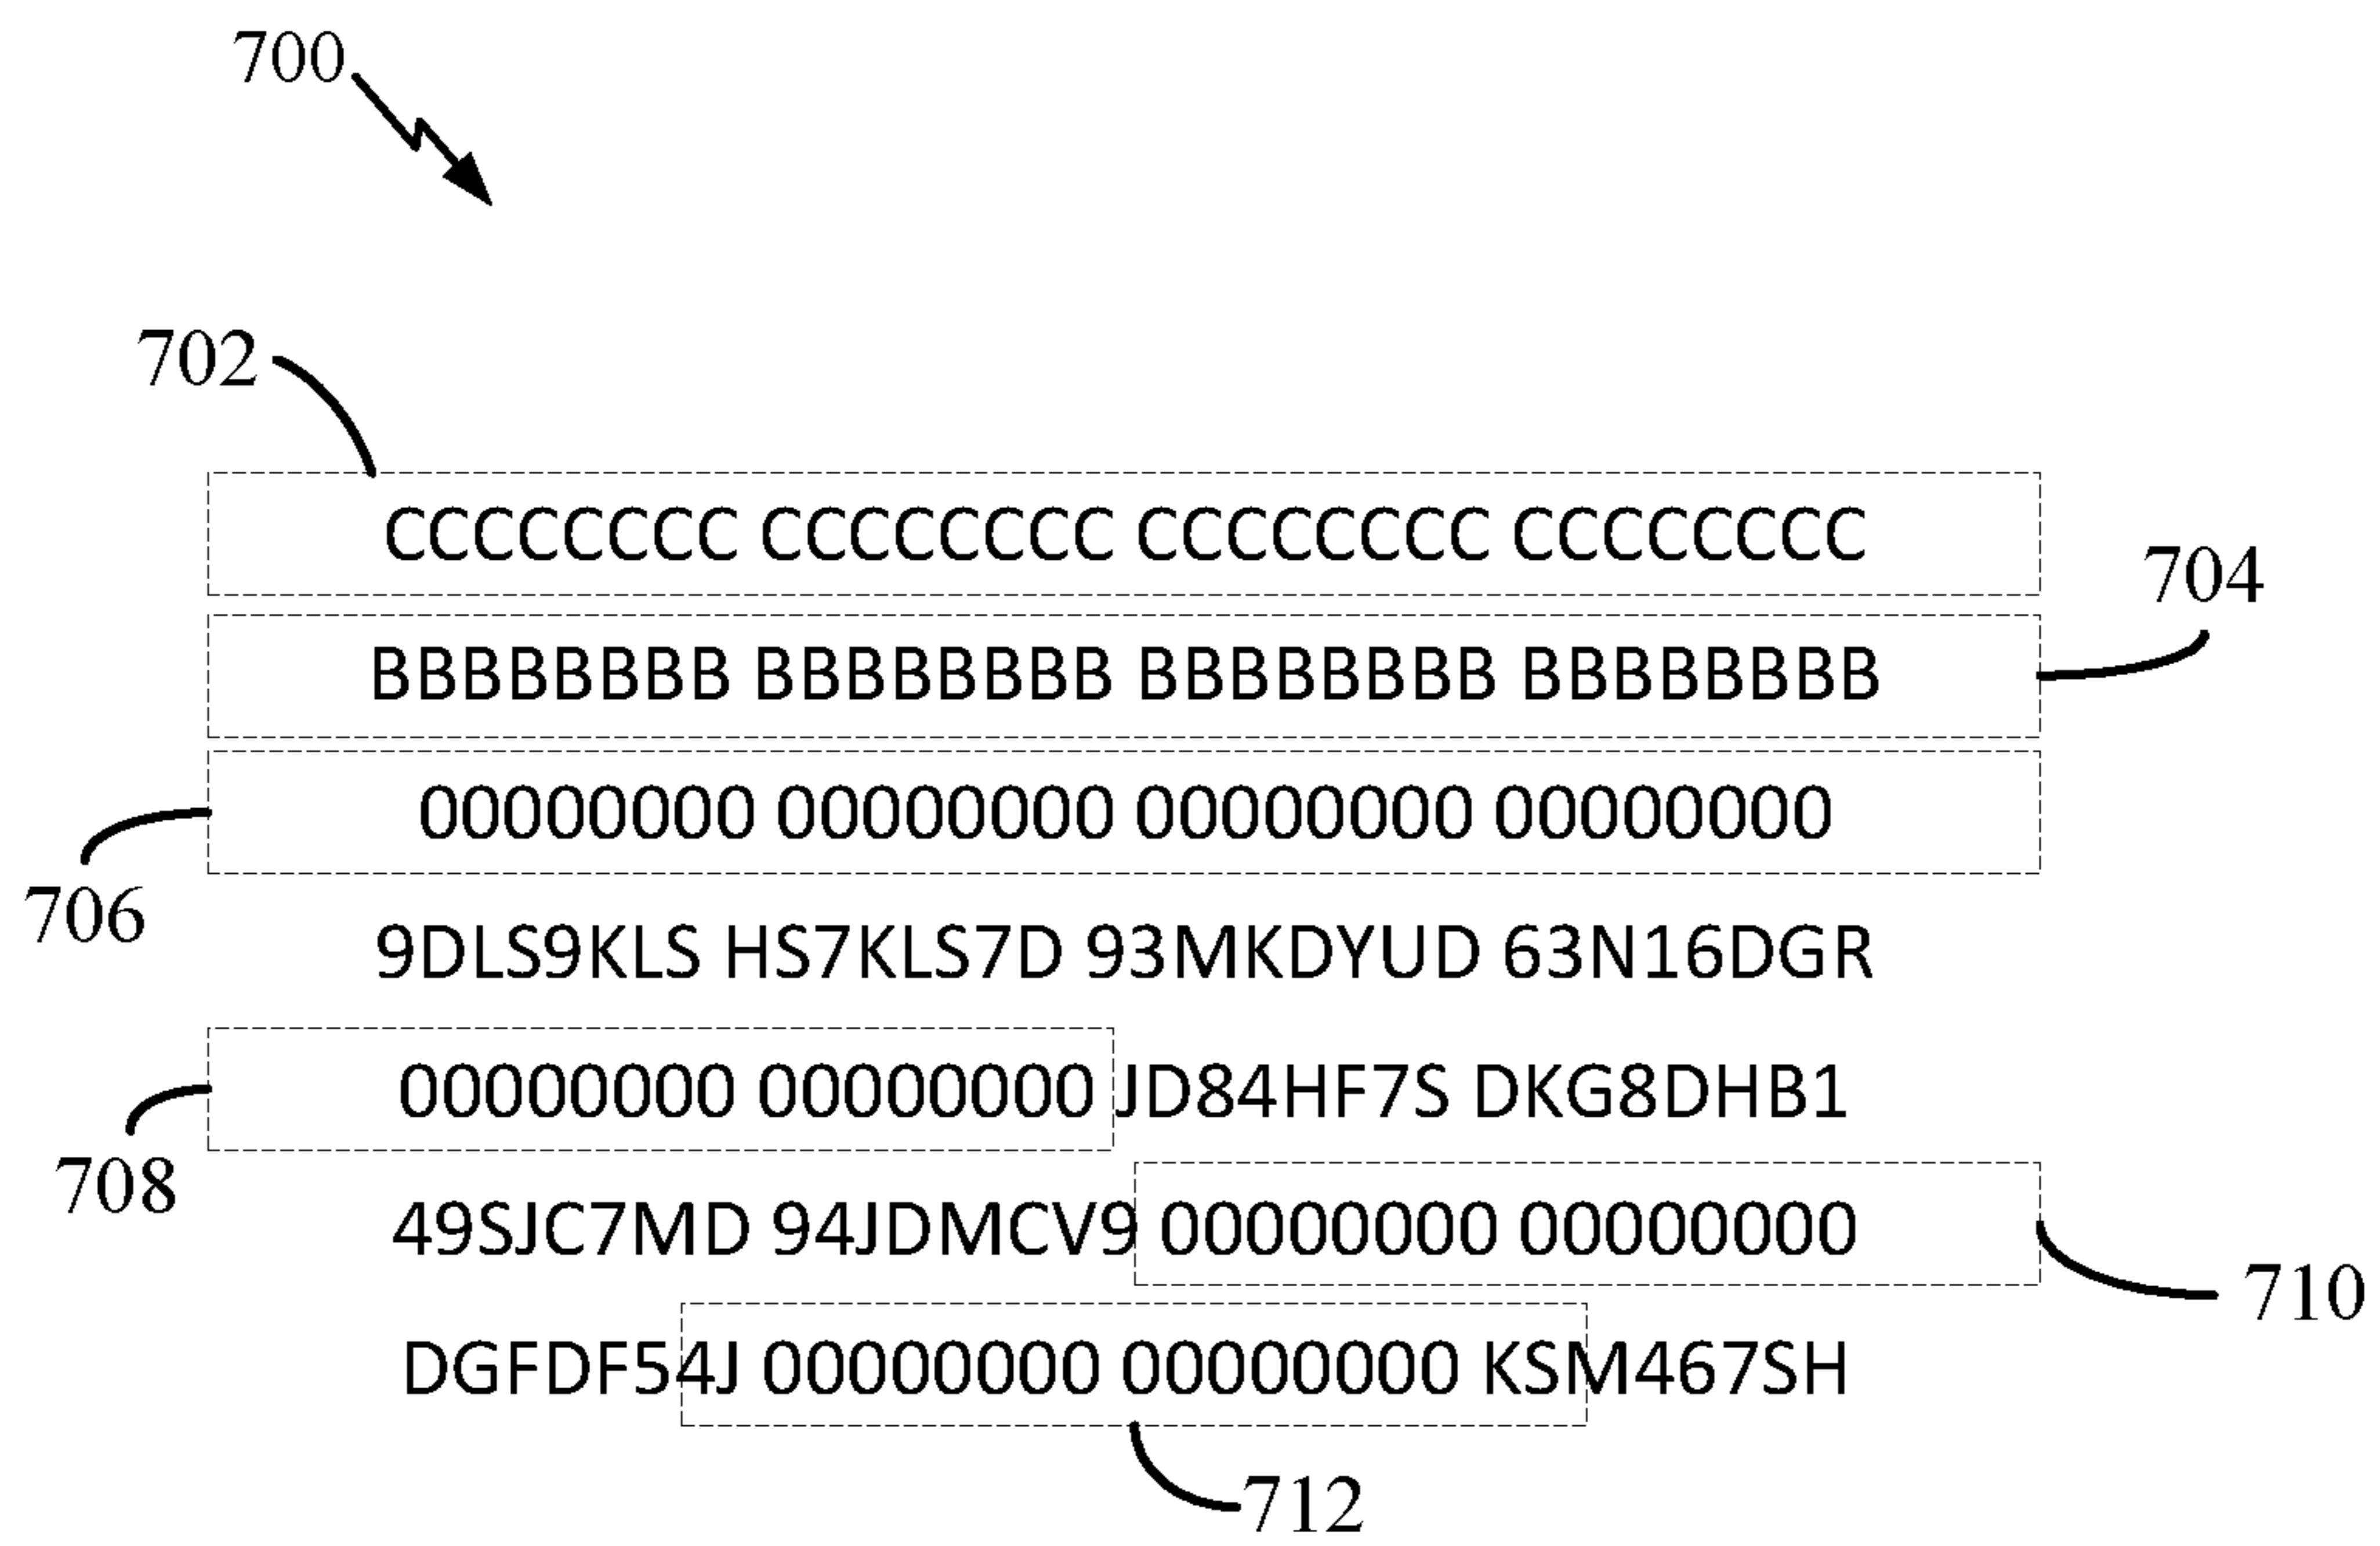 700
702
CCCCCCCC CCCCCCCC CCCCCCCC CCCCCCCC
704
BBBBBBBB BBBBBBBB BBBBBBBB BBBBBBBB
00000000 00000000 00000000 00000000
706
9DLS9KLS HS7KLS7D 93MKDYUD 63N16DGR
00000000 00000000 JD84HF7S DKG8DHB1
708
49SJC7MD 94JDMCV9 00000000 00000000
710
DGFDF54J 00000000 00000000 KSM467SH
712